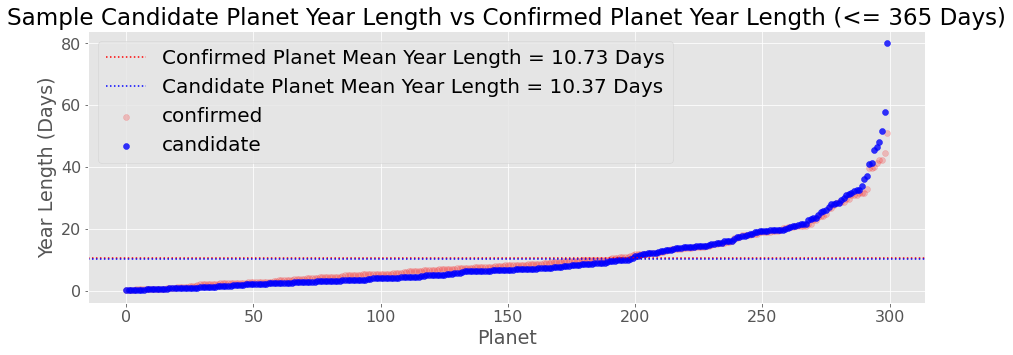 Sample Candidate Planet Year Length vs Confirmed Planet Year Length (<= 365 Days)
Confirmed Planet Mean Year Length = 10.73 Days
Candidate Planet Mean Year Length = 10.37 Days
confirmed
candidate
Year Length (Days)
80
60
40
20
0
0 50 100 150 200 250 300
Planet